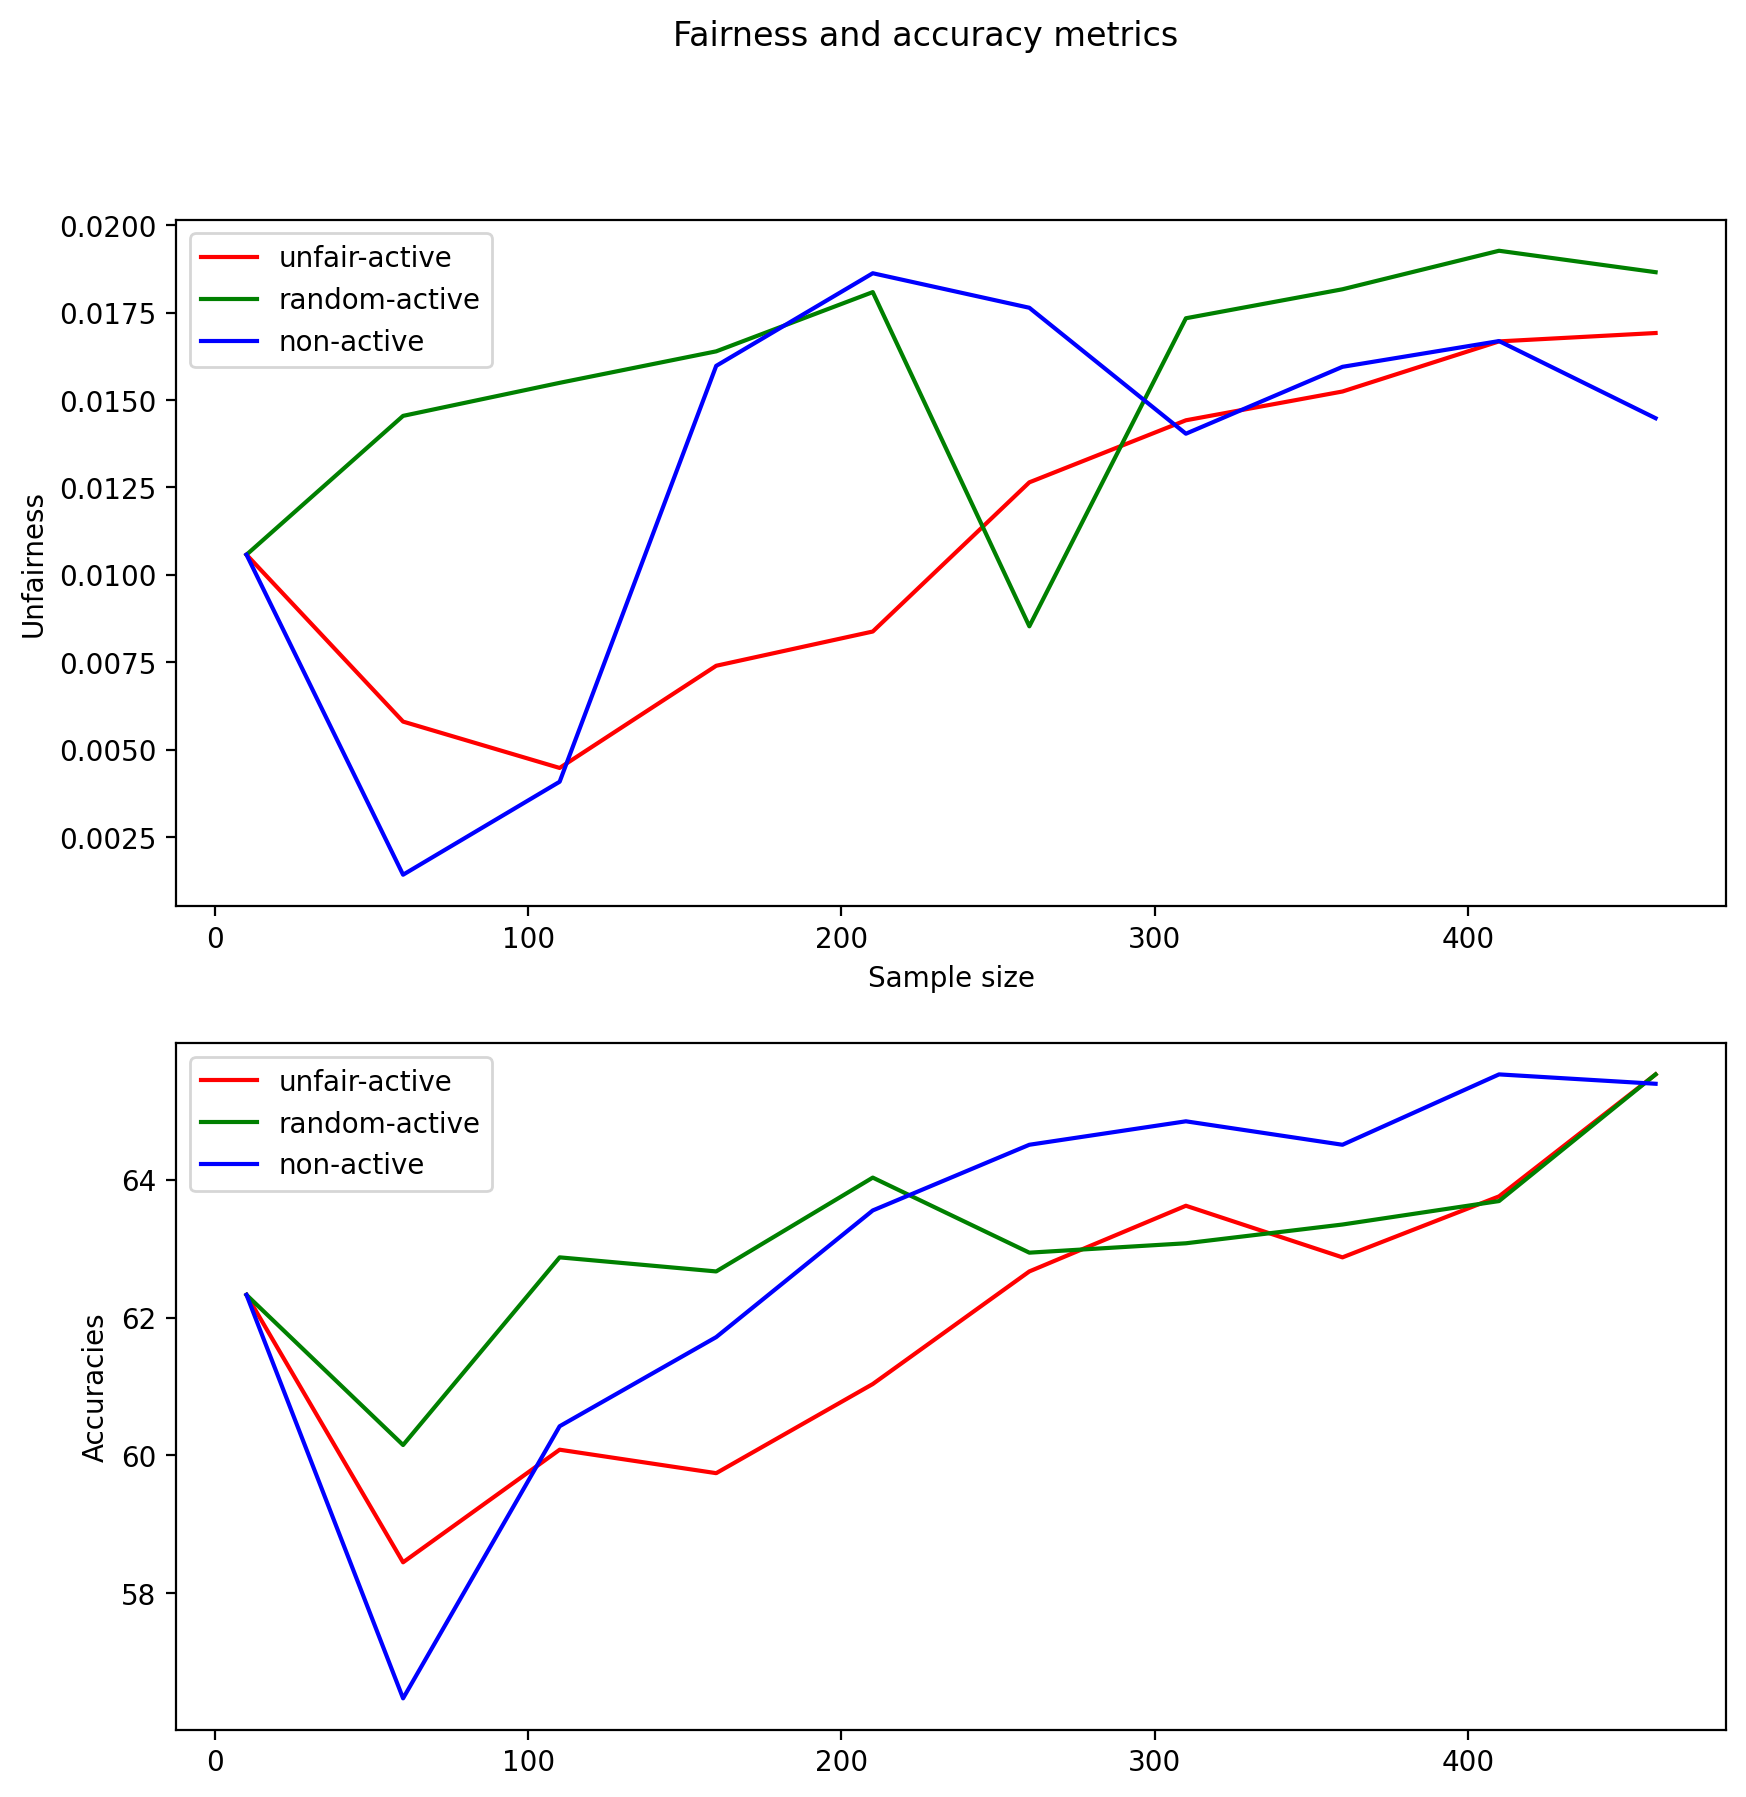 Fairness and accuracy metrics
0.0200
0.0175
0.0150
0.0125
0.0100
0.0075
0.0050
0.0025
Unfairness
unfair-active
random-active
non-active
0 100 200 300 400
Sample size
64
62
60
58
Accuracies
unfair-active
random-active
non-active
0 100 200 300 400